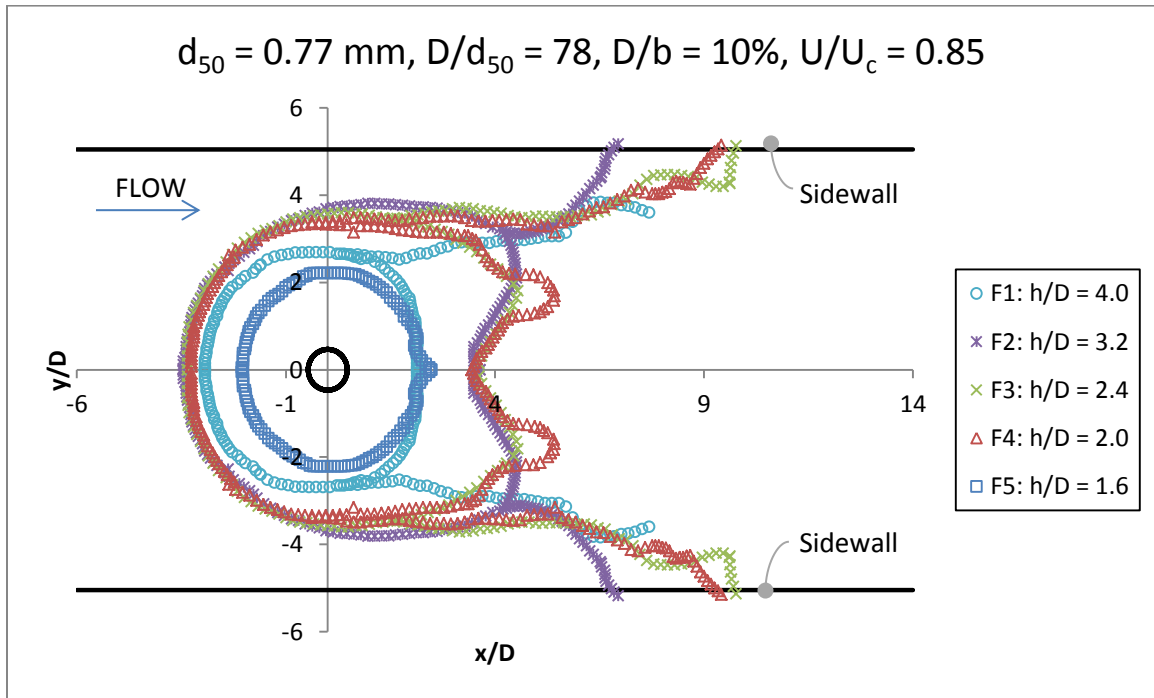 d₅₀ = 0.77 mm, D/d₅₀ = 78, D/b = 10%, U/U꜀ = 0.85
6
FLOW
4
Sidewall
2
F1: h/D = 4.0
F2: h/D = 3.2
y/D
0
F3: h/D = 2.4
-6
-1
4
9
14
F4: h/D = 2.0
-2
F5: h/D = 1.6
-4
Sidewall
-6
x/D